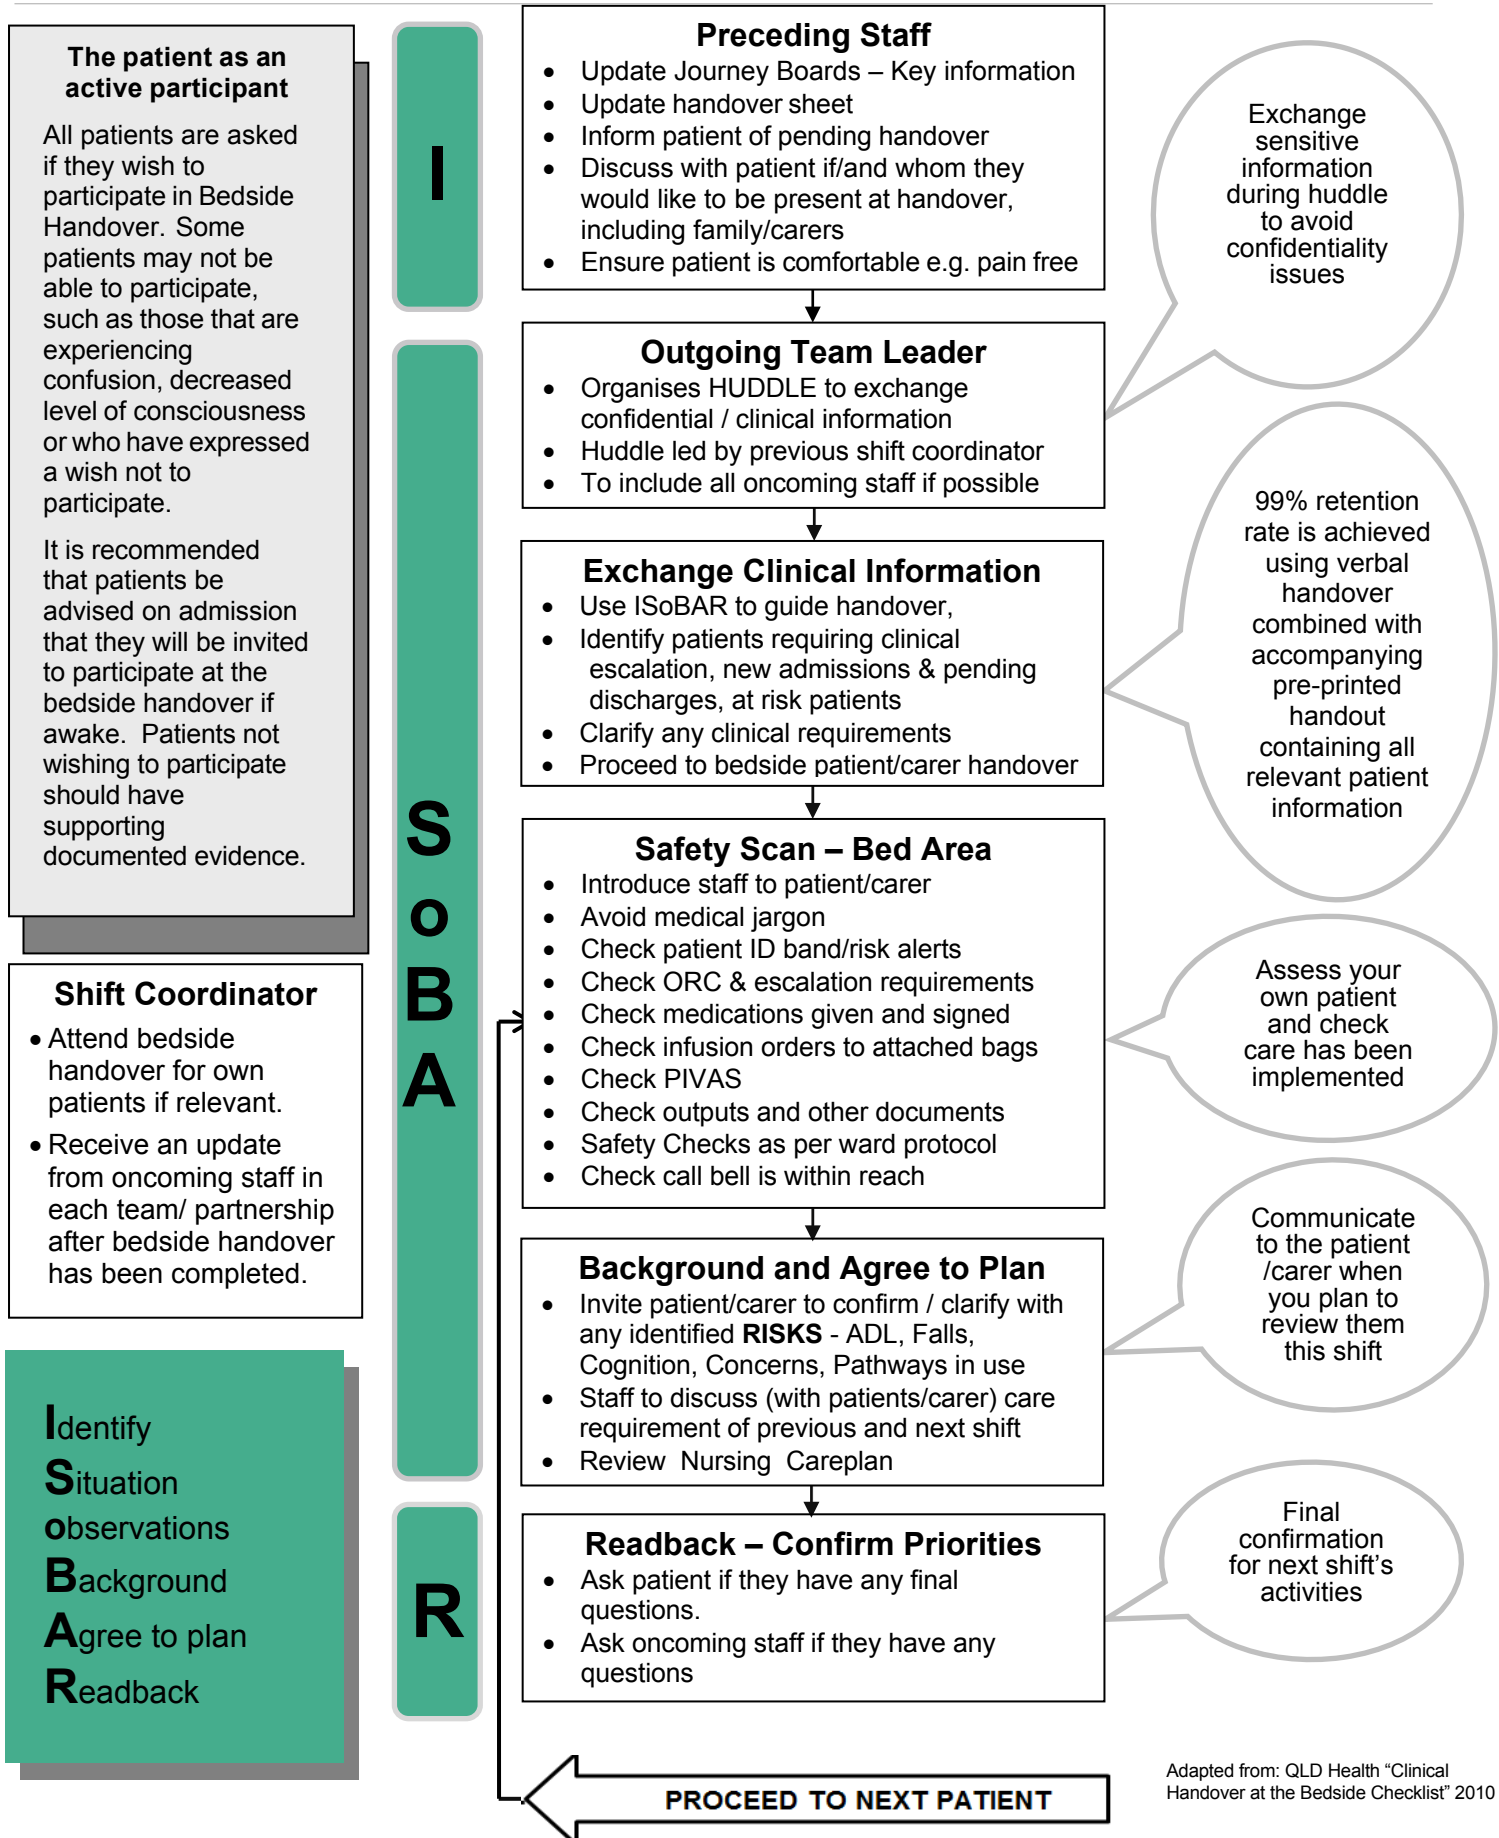 The patient as an
active participant
All patients are asked
if they wish to
participate in Bedside
Handover. Some
patients may not be
able to participate,
such as those that are
experiencing
confusion, decreased
level of consciousness
or who have expressed
a wish not to
participate.
It is recommended
that patients be
advised on admission
that they will be invited
to participate at the
bedside handover if
awake. Patients not
wishing to participate
should have
supporting
documented evidence.
Shift Coordinator
• Attend bedside
handover for own
patients if relevant.
• Receive an update
from oncoming staff in
each team/ partnership
after bedside handover
has been completed.
Identify
Situation
observations
Background
Agree to plan
Readback
I
S
o
B
A
R
Preceding Staff
• Update Journey Boards – Key information
• Update handover sheet
• Inform patient of pending handover
• Discuss with patient if/and whom they
would like to be present at handover,
including family/carers
• Ensure patient is comfortable e.g. pain free
Outgoing Team Leader
• Organises HUDDLE to exchange
confidential / clinical information
• Huddle led by previous shift coordinator
• To include all oncoming staff if possible
Exchange Clinical Information
• Use ISoBAR to guide handover,
• Identify patients requiring clinical
escalation, new admissions & pending
discharges, at risk patients
• Clarify any clinical requirements
• Proceed to bedside patient/carer handover
Safety Scan – Bed Area
• Introduce staff to patient/carer
• Avoid medical jargon
• Check patient ID band/risk alerts
• Check ORC & escalation requirements
• Check medications given and signed
• Check infusion orders to attached bags
• Check PIVAS
• Check outputs and other documents
• Safety Checks as per ward protocol
• Check call bell is within reach
Background and Agree to Plan
• Invite patient/carer to confirm / clarify with
any identified RISKS - ADL, Falls,
Cognition, Concerns, Pathways in use
• Staff to discuss (with patients/carer) care
requirement of previous and next shift
• Review Nursing Careplan
Readback – Confirm Priorities
• Ask patient if they have any final
questions.
• Ask oncoming staff if they have any
questions
PROCEED TO NEXT PATIENT
Exchange
sensitive
information
during huddle
to avoid
confidentiality
issues
99% retention
rate is achieved
using verbal
handover
combined with
accompanying
pre-printed
handout
containing all
relevant patient
information
Assess your
own patient
and check
care has been
implemented
Communicate
to the patient
/carer when
you plan to
review them
this shift
Final
confirmation
for next shift's
activities
Adapted from: QLD Health “Clinical
Handover at the Bedside Checklist” 2010